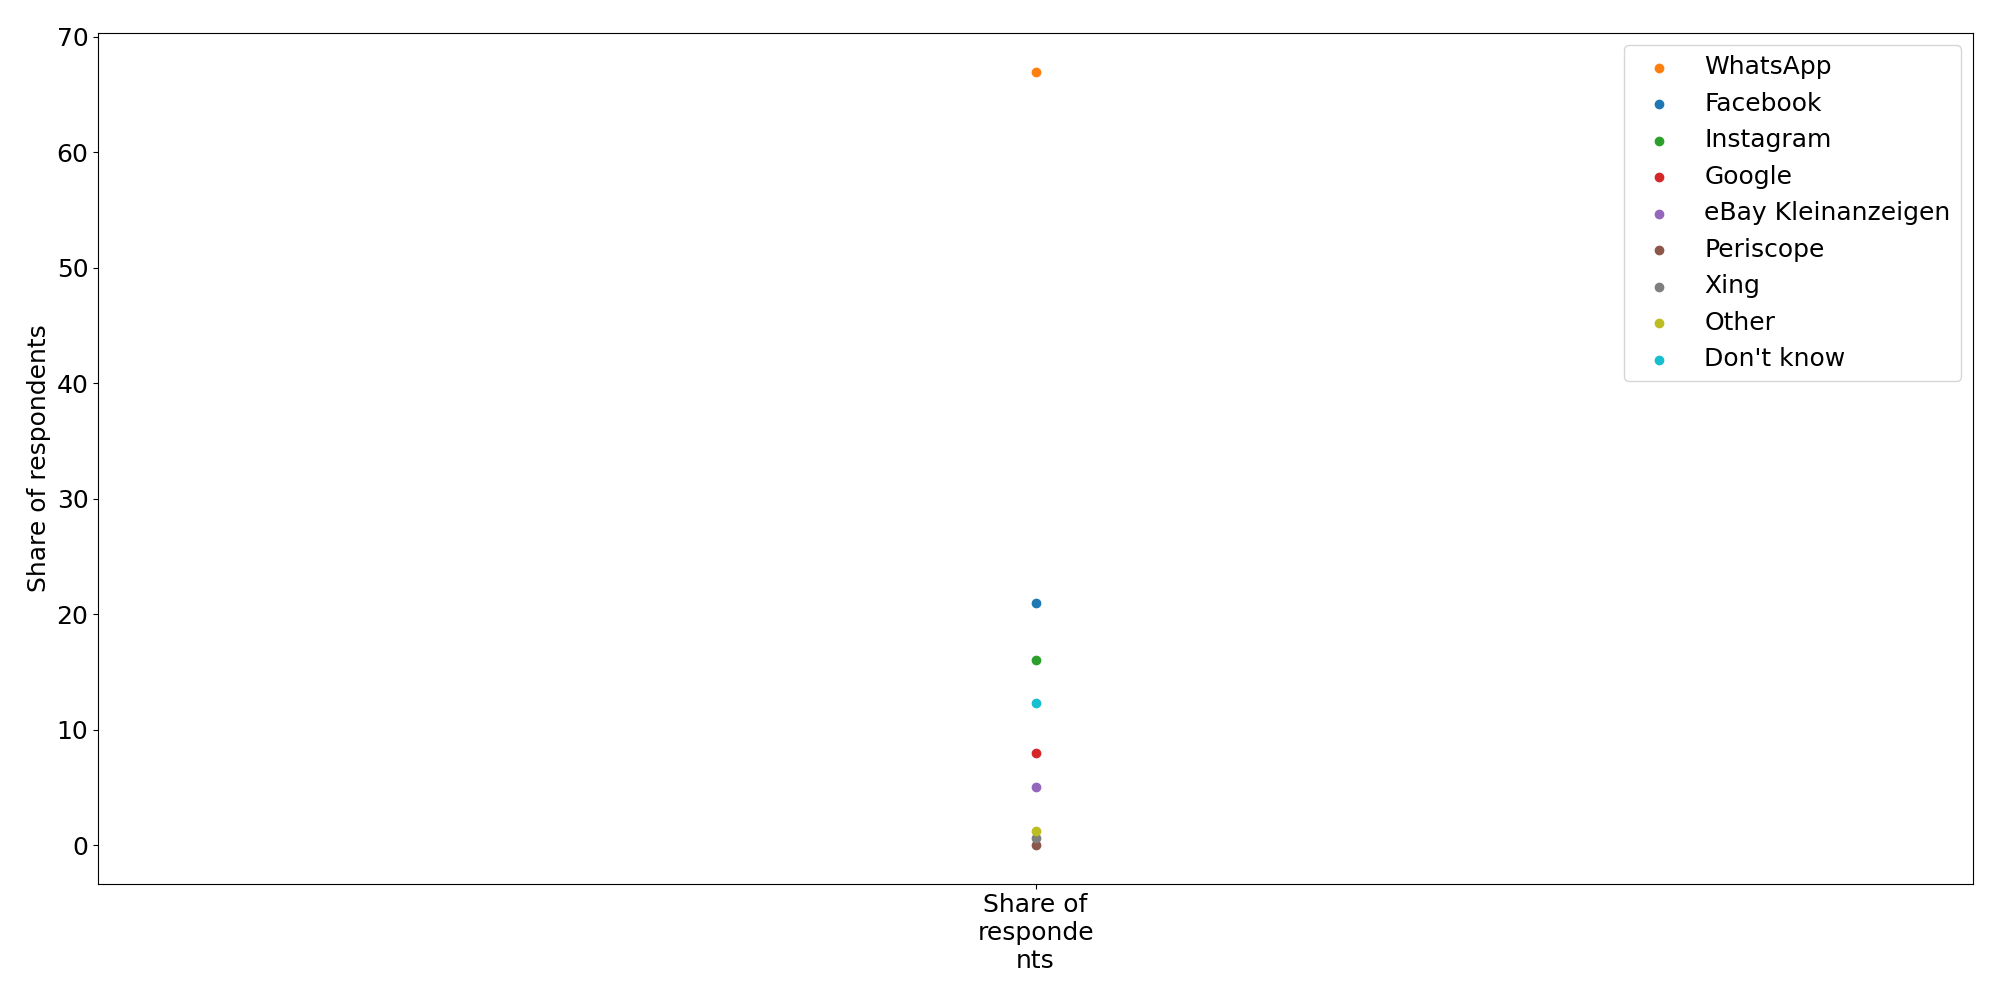 70
60
50
40
30
20
10
0
Share of respondents
WhatsApp
Facebook
Instagram
Google
eBay Kleinanzeigen
Periscope
Xing
Other
Don't know
Share of
responde
nts